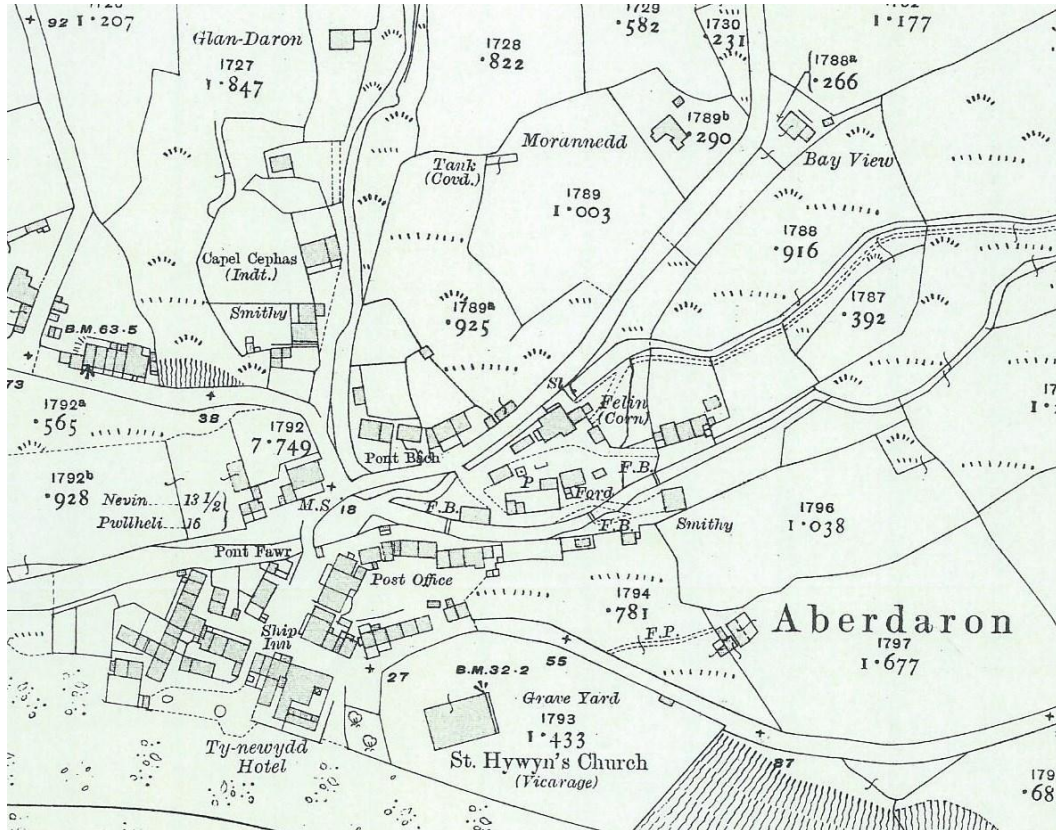 92
1·207
1729
·582
1730
·231
1·177
Glan-Daron
1727
1·847
1728
·822
1788ᵃ
·266
1789ᵇ
·290
Morannedd
Bay View
Tank
(Covd.)
1789
1·003
1788
·916
Capel Cephas
(Indt.)
Smithy
1789ᵃ
·925
1787
·392
B.M.63·5
73
38
Sl.
Felin
(Corn)
1792ᵃ
·565
1792
7·749
Pont Bach
F.B.
P
Ford
1792ᵇ
·928
Nevin 13½
Pwllheli 16
M.S.
18
F.B.
F.B.
Smithy
1796
1·038
Pont Fawr
Post Office
1794
·781
F.P.
Aberdaron
1797
1·677
Ship
Inn
27
B.M.32·2
55
Grave Yard
1793
1·433
St. Hywyn's Church
(Vicarage)
Ty-newydd
Hotel
87
·68